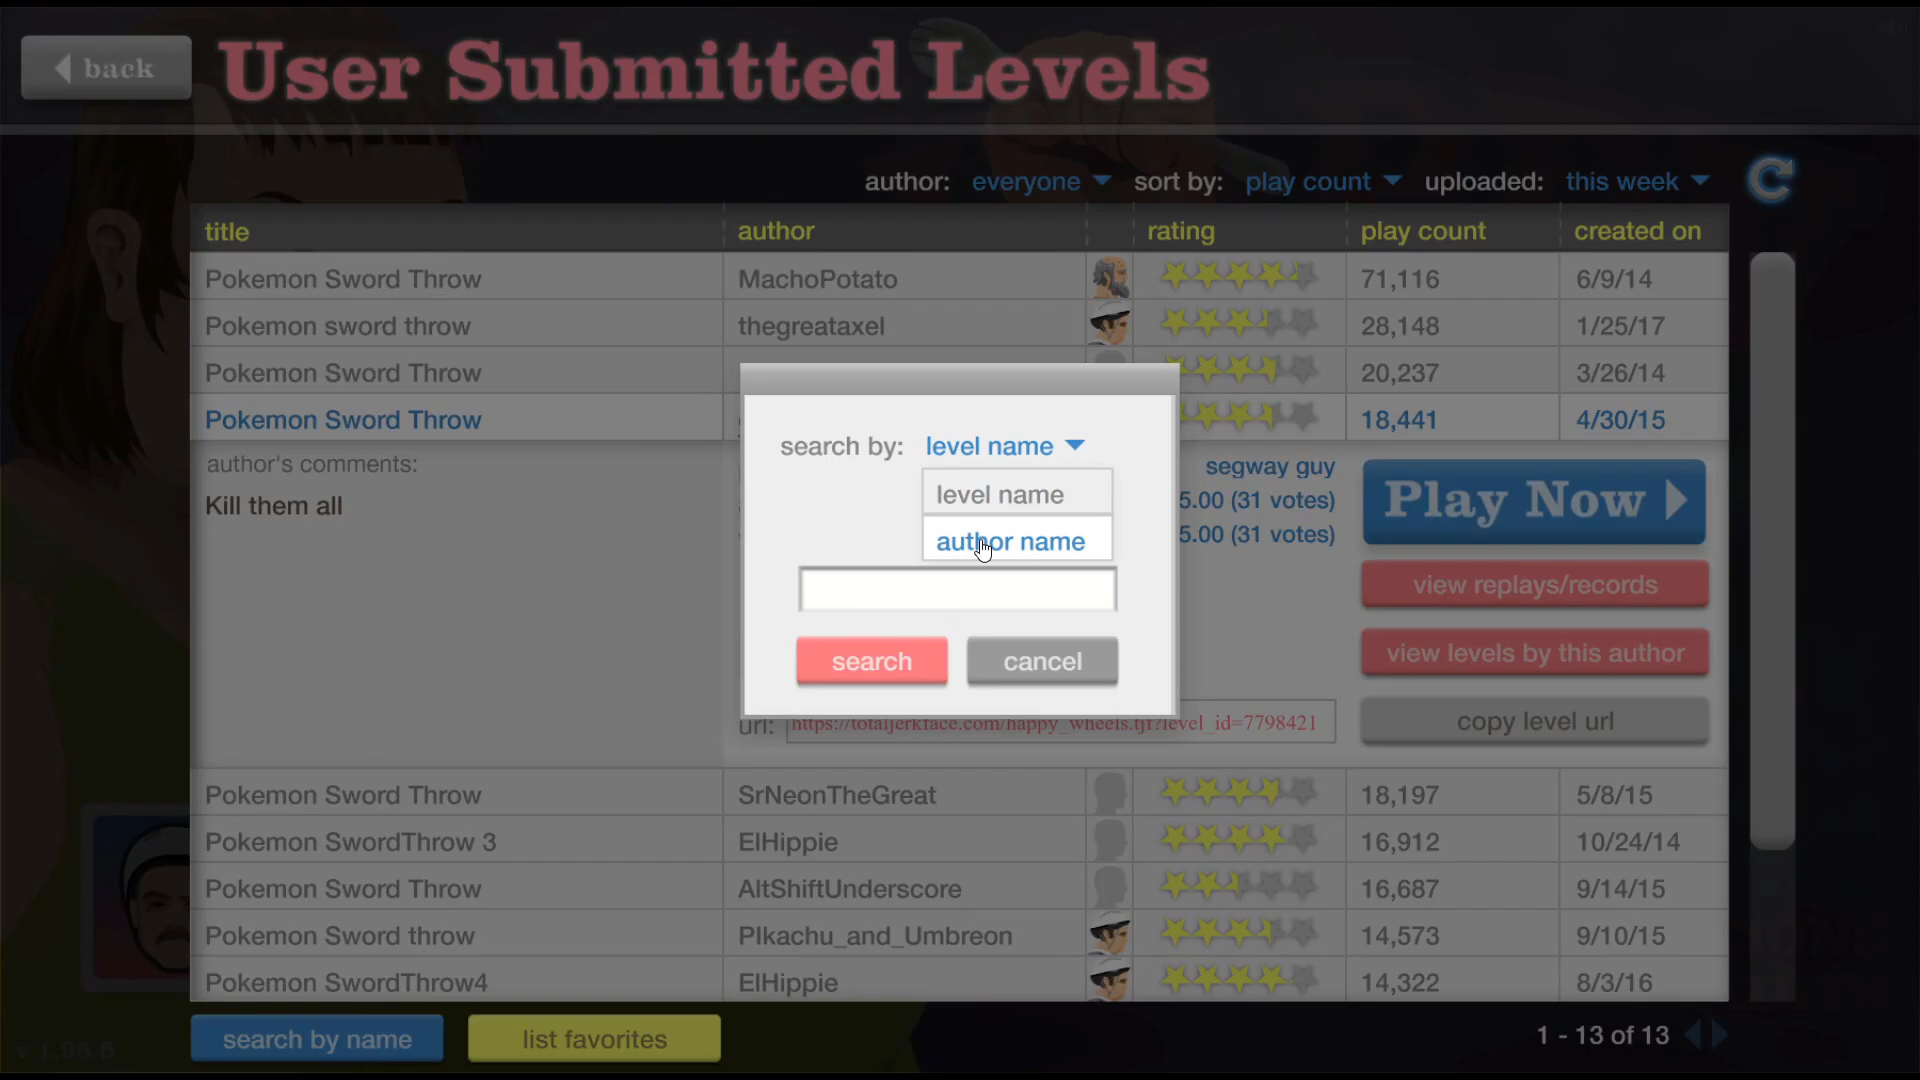 back
User Submitted Levels
author: everyone sort by: play count uploaded: this week
title author rating play count created on
Pokemon Sword Throw MachoPotato 71,116 6/9/14
Pokemon sword throw thegreataxel 28,148 1/25/17
Pokemon Sword Throw 20,237 3/26/14
Pokemon Sword Throw 18,441 4/30/15
author's comments:
Kill them all
segway guy
5.00 (31 votes)
5.00 (31 votes)
Play Now
view replays/records
view levels by this author
copy level url
search by: level name
level name
author name
search cancel
url: https://totaljerkface.com/happy_wheels.tjf?level_id=7798421
Pokemon Sword Throw SrNeonTheGreat 18,197 5/8/15
Pokemon SwordThrow 3 ElHippie 16,912 10/24/14
Pokemon Sword Throw AltShiftUnderscore 16,687 9/14/15
Pokemon Sword throw PIkachu_and_Umbreon 14,573 9/10/15
Pokemon SwordThrow4 ElHippie 14,322 8/3/16
v 1.95.5
search by name list favorites 1 - 13 of 13